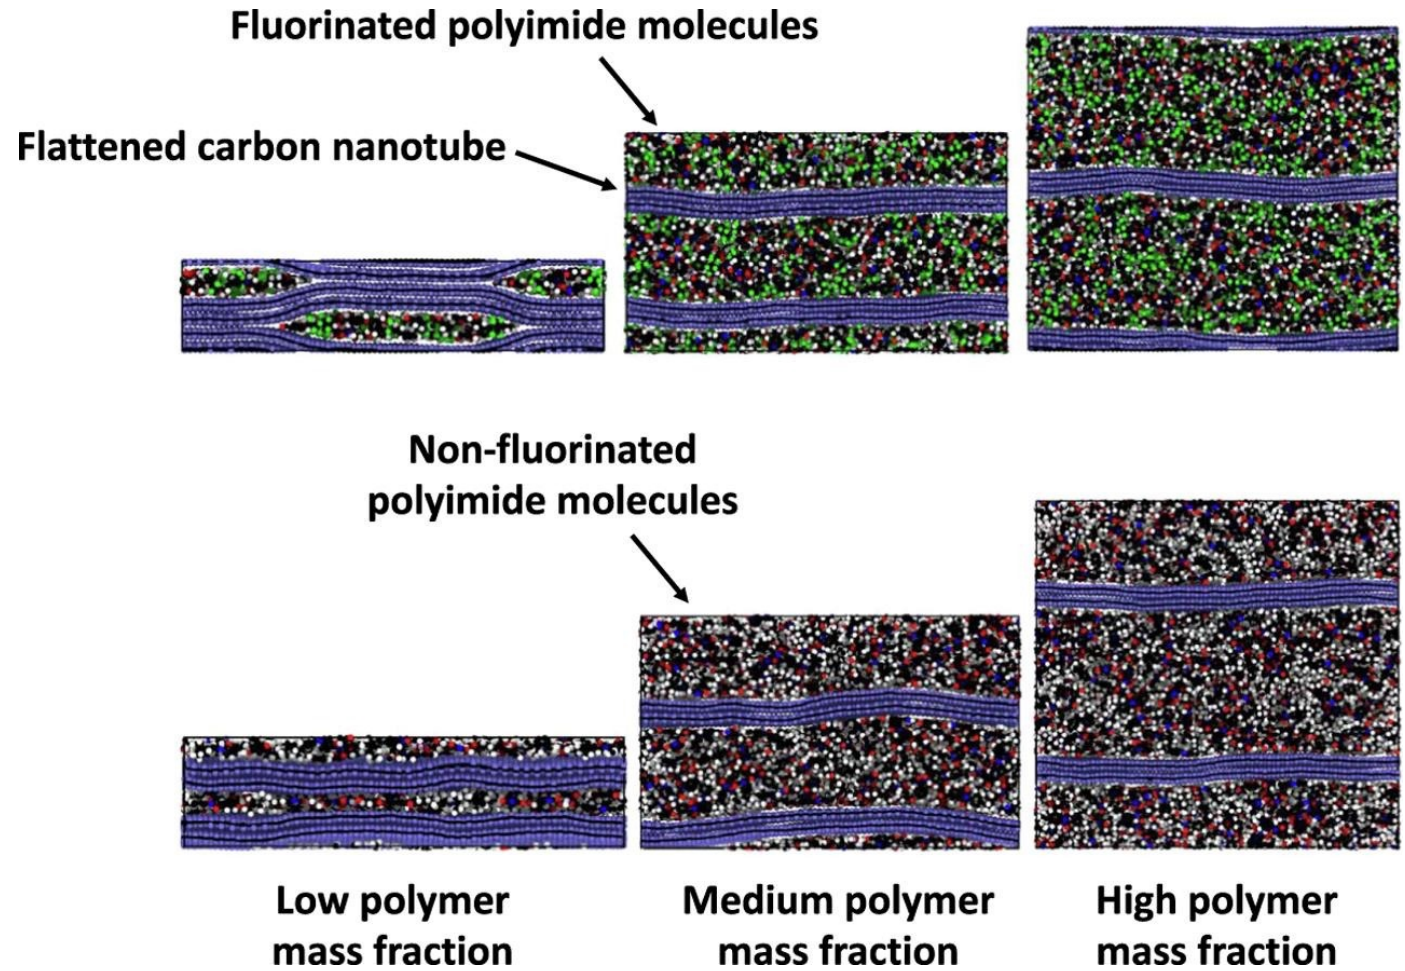 Fluorinated polyimide molecules
Flattened carbon nanotube
Non-fluorinated
polyimide molecules
Low polymer
mass fraction
Medium polymer
mass fraction
High polymer
mass fraction